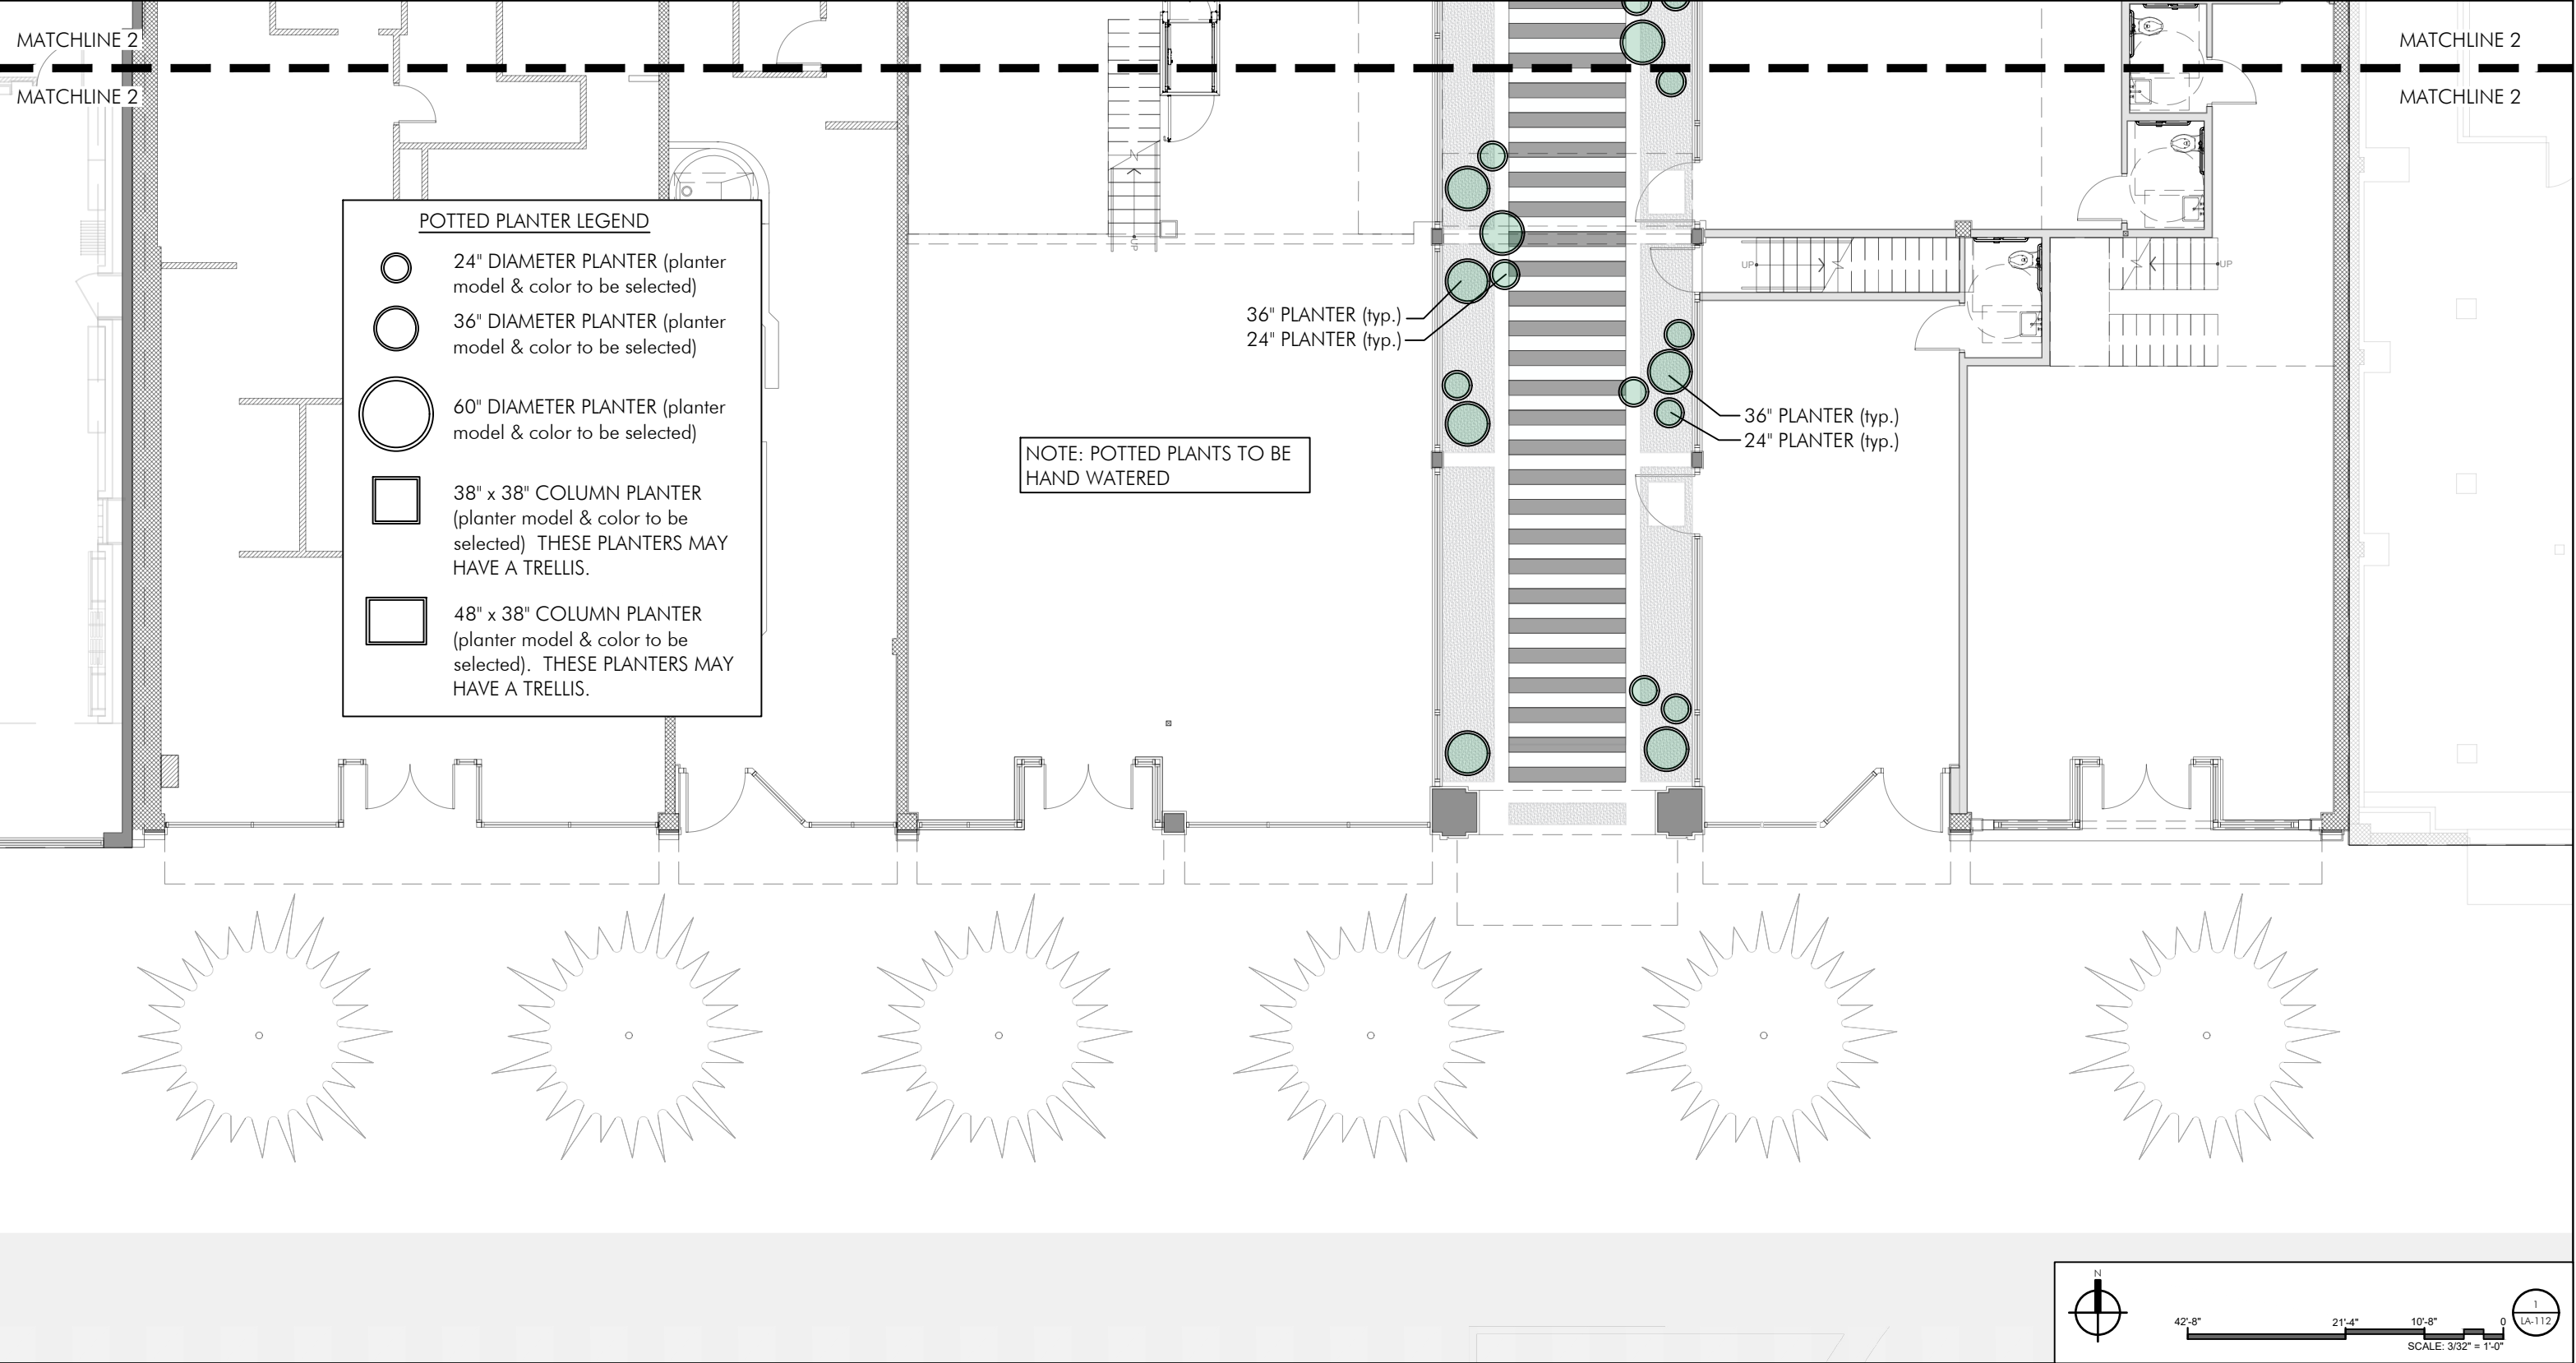 MATCHLINE 2
MATCHLINE 2
MATCHLINE 2
MATCHLINE 2
POTTED PLANTER LEGEND
24" DIAMETER PLANTER (planter
model & color to be selected)
36" DIAMETER PLANTER (planter
model & color to be selected)
60" DIAMETER PLANTER (planter
model & color to be selected)
38" x 38" COLUMN PLANTER
(planter model & color to be
selected) THESE PLANTERS MAY
HAVE A TRELLIS.
48" x 38" COLUMN PLANTER
(planter model & color to be
selected). THESE PLANTERS MAY
HAVE A TRELLIS.
UP
36" PLANTER (typ.)
24" PLANTER (typ.)
NOTE: POTTED PLANTS TO BE
HAND WATERED
UP
UP
36" PLANTER (typ.)
24" PLANTER (typ.)
N
42'-8"
21'-4"
10'-8"
0
SCALE: 3/32" = 1'-0"
1
LA-112